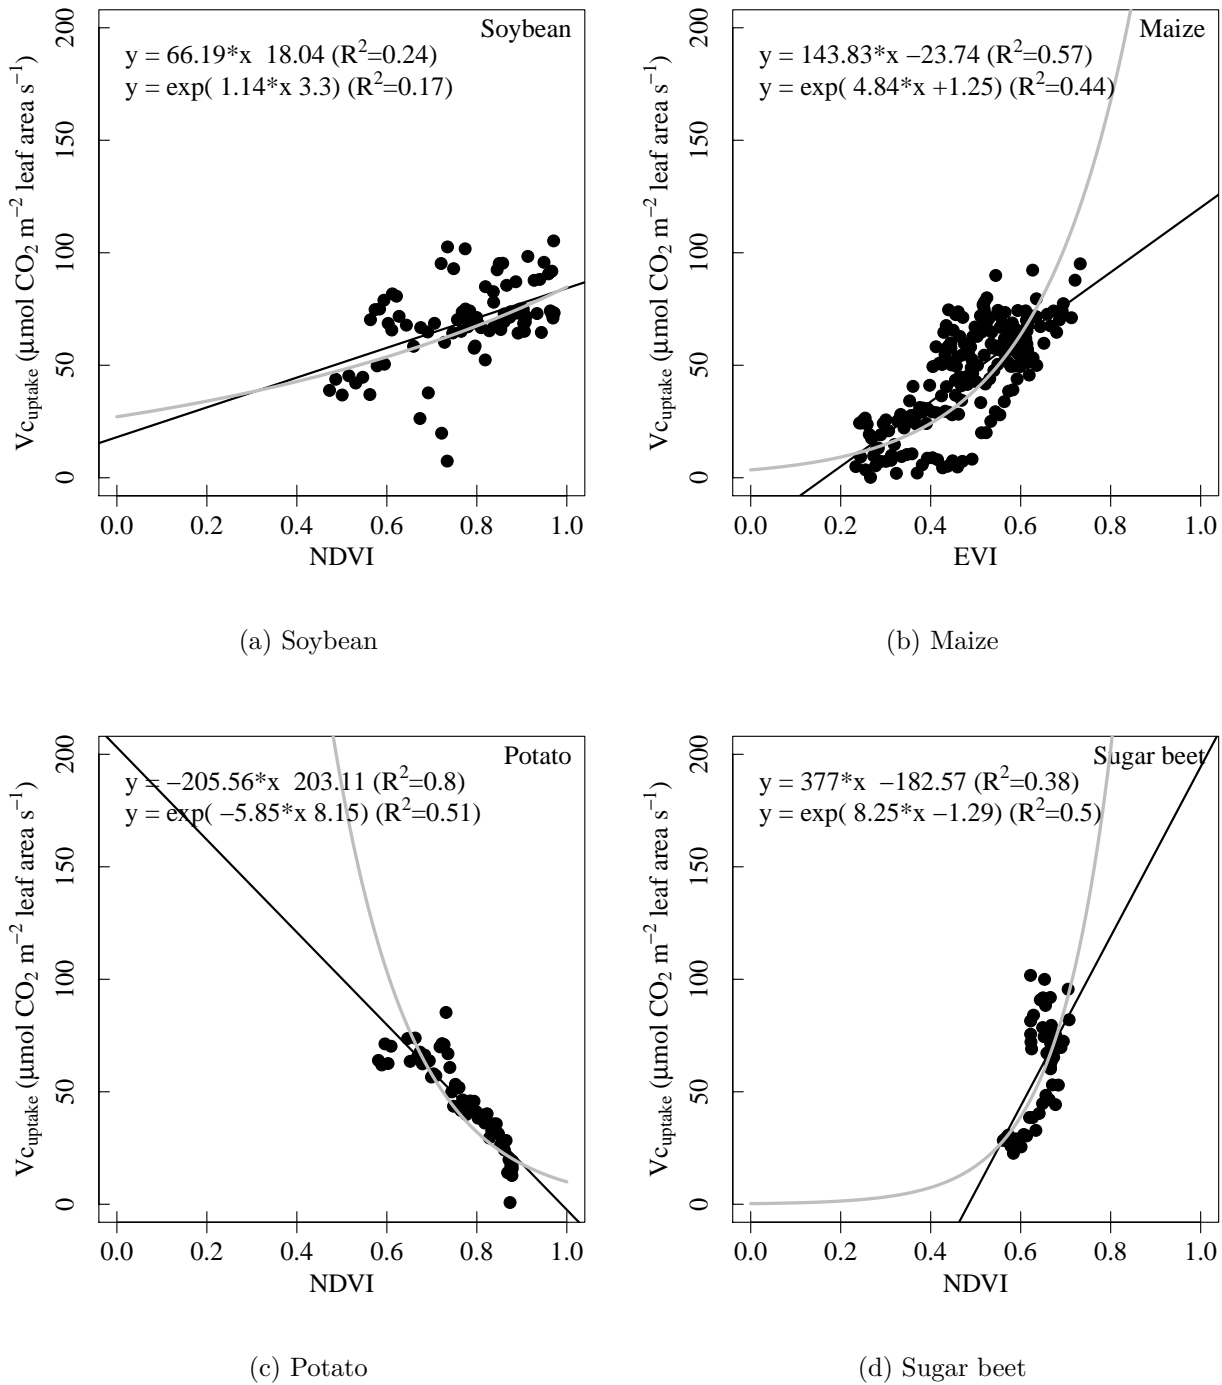 Soybean
y = 66.19*x 18.04 (R²=0.24)
y = exp( 1.14*x 3.3) (R²=0.17)
Vc_uptake (µmol CO₂ m⁻² leaf area s⁻¹)
200
150
100
50
0
0.0 0.2 0.4 0.6 0.8 1.0
NDVI
(a) Soybean
Maize
y = 143.83*x −23.74 (R²=0.57)
y = exp( 4.84*x +1.25) (R²=0.44)
Vc_uptake (µmol CO₂ m⁻² leaf area s⁻¹)
200
150
100
50
0
0.0 0.2 0.4 0.6 0.8 1.0
EVI
(b) Maize
Potato
y = −205.56*x 203.11 (R²=0.8)
y = exp( −5.85*x 8.15) (R²=0.51)
Vc_uptake (µmol CO₂ m⁻² leaf area s⁻¹)
200
150
100
50
0
0.0 0.2 0.4 0.6 0.8 1.0
NDVI
(c) Potato
Sugar beet
y = 377*x −182.57 (R²=0.38)
y = exp( 8.25*x −1.29) (R²=0.5)
Vc_uptake (µmol CO₂ m⁻² leaf area s⁻¹)
200
150
100
50
0
0.0 0.2 0.4 0.6 0.8 1.0
NDVI
(d) Sugar beet